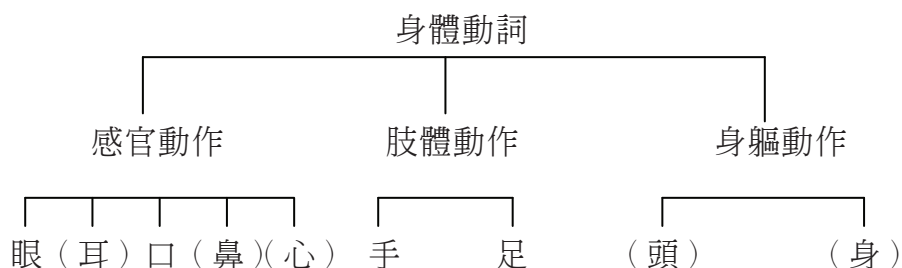 身體動詞
感官動作 肢體動作 身軀動作
眼（耳）口（鼻）（心） 手 足 （頭） （身）